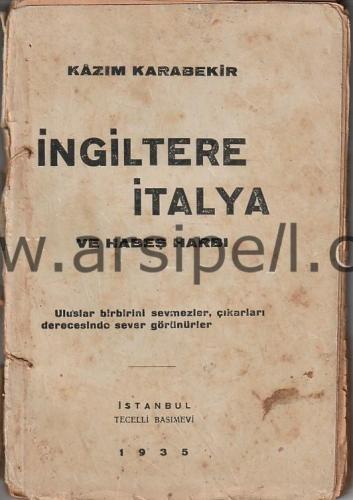 KÂZIM KARABEKİR
İNGİLTERE
İTALYA
VE HABEŞ HARBI
www.arsipell.c
Uluslar birbirini sevmezler, çıkarları
derecesinde sever görünürler
İSTANBUL
TECELLİ BASIMEVİ
1935